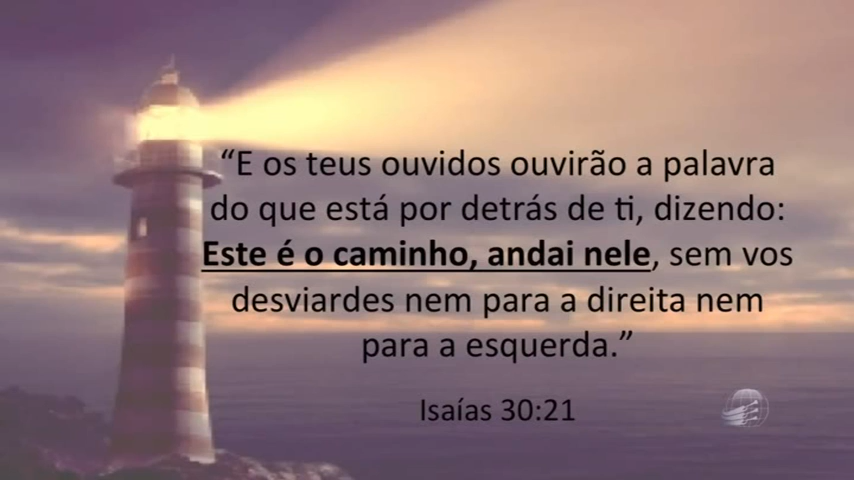 “E os teus ouvidos ouvirão a palavra
do que está por detrás de ti, dizendo:
Este é o caminho, andai nele, sem vos
desviardes nem para a direita nem
para a esquerda.”
Isaías 30:21